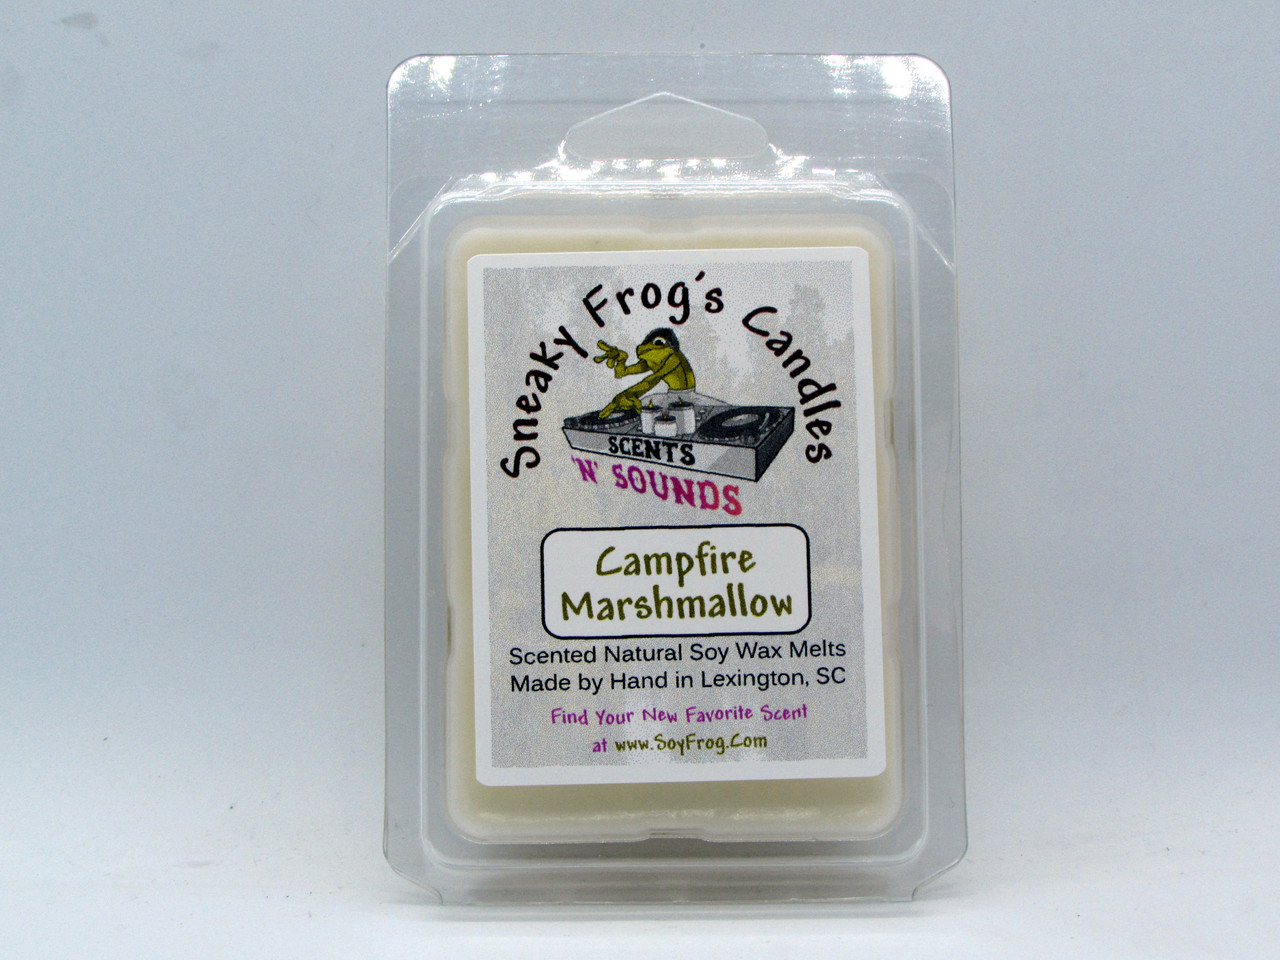 Sneaky Frog's Candles
SCENTS
'N' SOUNDS
Campfire
Marshmallow
Scented Natural Soy Wax Melts
Made by Hand in Lexington, SC
Find Your New Favorite Scent
at www.SoyFrog.Com